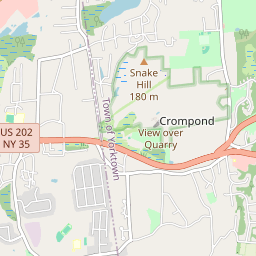 Snake
Hill
180 m
Town of Yorktown
Crompond
US 202
NY 35
View over
Quarry